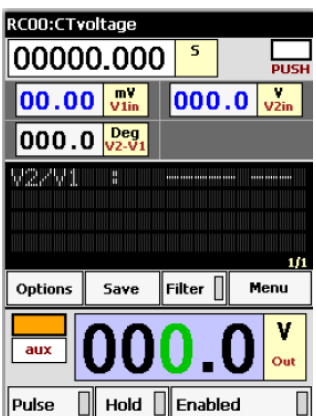 RC00:CTvoltage
00000.000 S
PUSH
00.00 mV V1in 000.0 V V2in
000.0 Deg V2-V1
V2/V1 : ------ ----
1/1
Options Save Filter Menu
aux 000.0 V Out
Pulse Hold Enabled